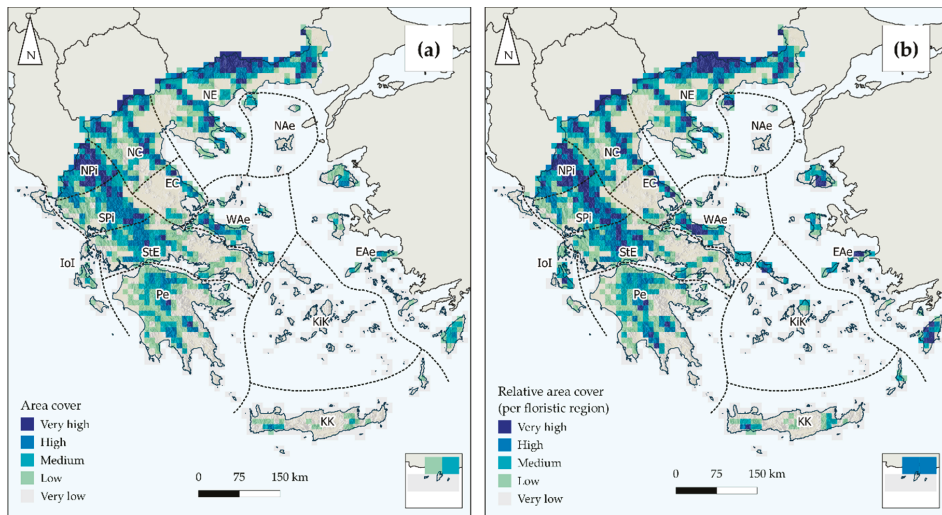 N
(a)
NE
NAe
NC
NPi
EC
SPi
WAe
StE
EAe
IoI
Pe
KiK
KK
Area cover
Very high
High
Medium
Low
Very low
0 75 150 km
N
(b)
NE
NAe
NC
NPi
EC
SPi
WAe
StE
EAe
IoI
Pe
KiK
KK
Relative area cover
(per floristic region)
Very high
High
Medium
Low
Very low
0 75 150 km